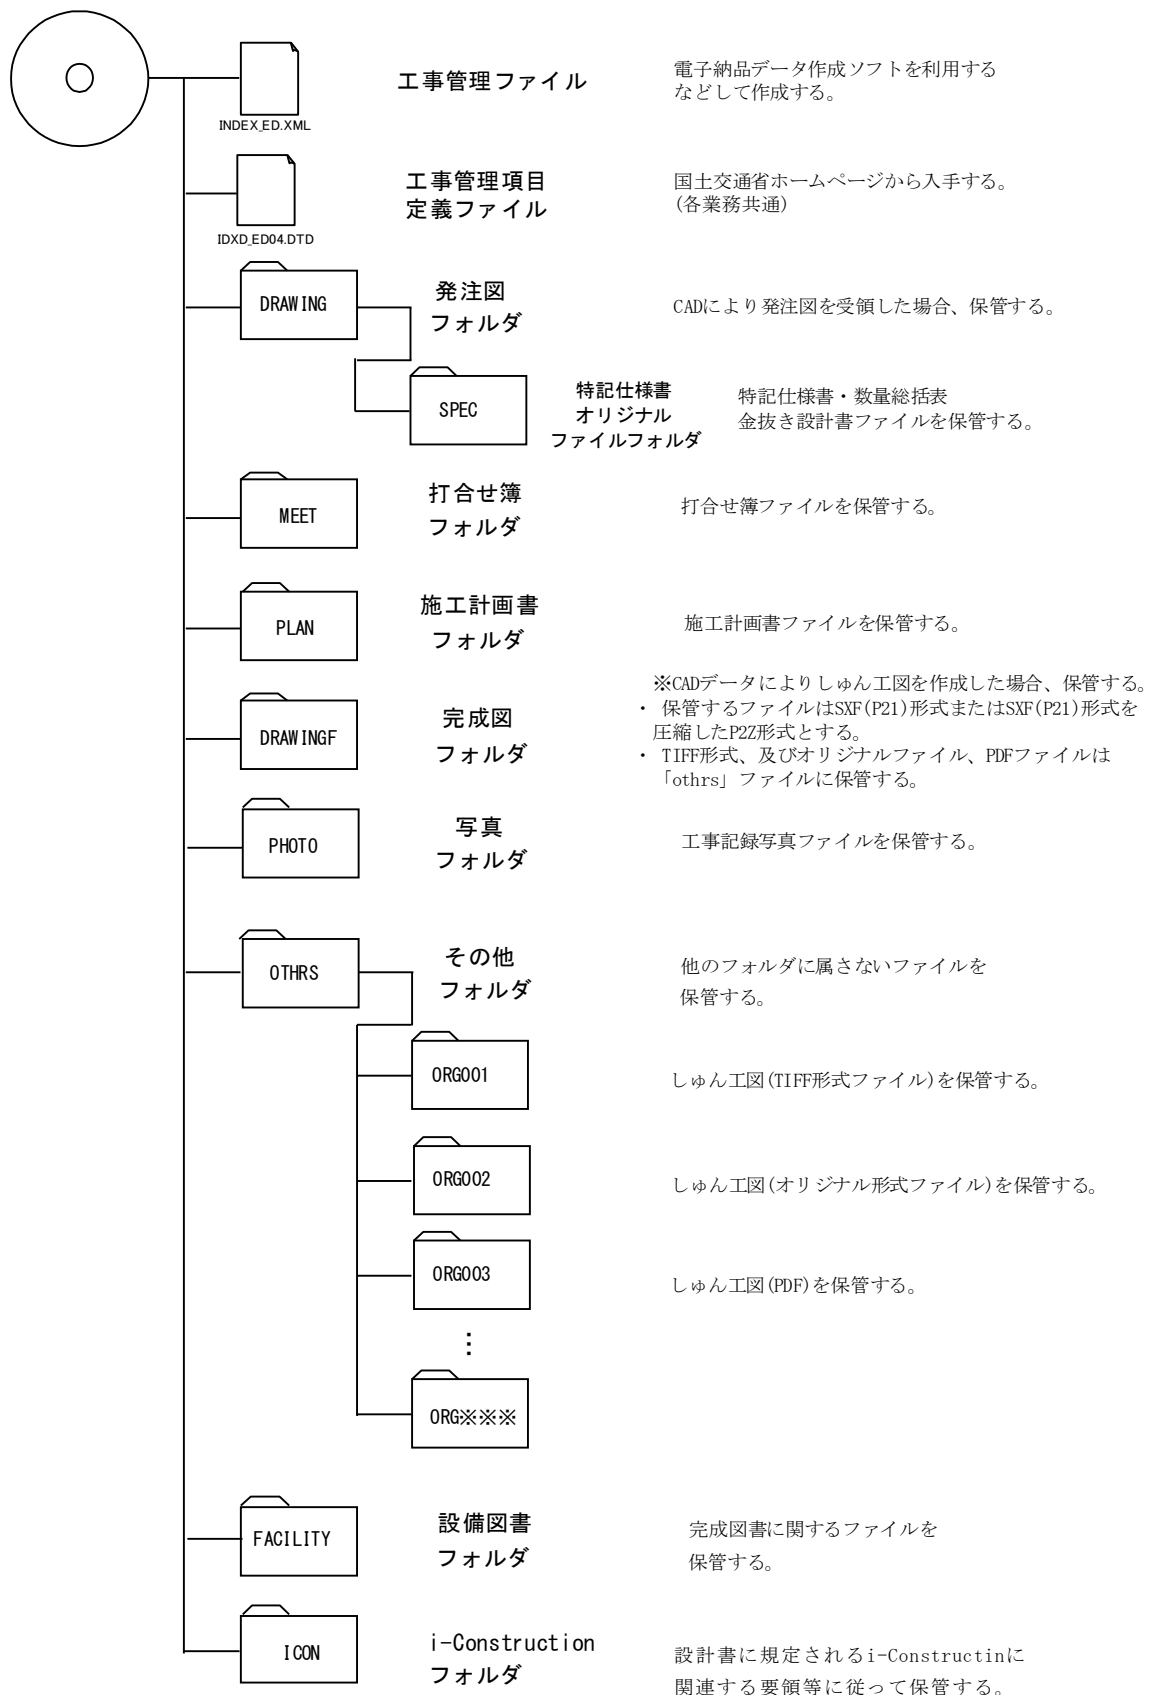 工事管理ファイル
電子納品データ作成ソフトを利用する
などして作成する。
INDEX_ED.XML
工事管理項目
定義ファイル
国土交通省ホームページから入手する。
(各業務共通)
IDXD_ED04.DTD
DRAWING
発注図
フォルダ
CADにより発注図を受領した場合、保管する。
SPEC
特記仕様書
オリジナル
ファイルフォルダ
特記仕様書・数量総括表
金抜き設計書ファイルを保管する。
MEET
打合せ簿
フォルダ
打合せ簿ファイルを保管する。
PLAN
施工計画書
フォルダ
施工計画書ファイルを保管する。
DRAWINGF
完成図
フォルダ
※CADデータによりしゅん工図を作成した場合、保管する。
・ 保管するファイルはSXF(P21)形式またはSXF(P21)形式を
圧縮したP2Z形式とする。
・ TIFF形式、及びオリジナルファイル、PDFファイルは
「othrs」ファイルに保管する。
PHOTO
写真
フォルダ
工事記録写真ファイルを保管する。
OTHRS
その他
フォルダ
他のフォルダに属さないファイルを
保管する。
ORG001
しゅん工図(TIFF形式ファイル)を保管する。
ORG002
しゅん工図(オリジナル形式ファイル)を保管する。
ORG003
しゅん工図(PDF)を保管する。
…
ORG※※※
FACILITY
設備図書
フォルダ
完成図書に関するファイルを
保管する。
ICON
i-Construction
フォルダ
設計書に規定されるi-Constructinに
関連する要領等に従って保管する。